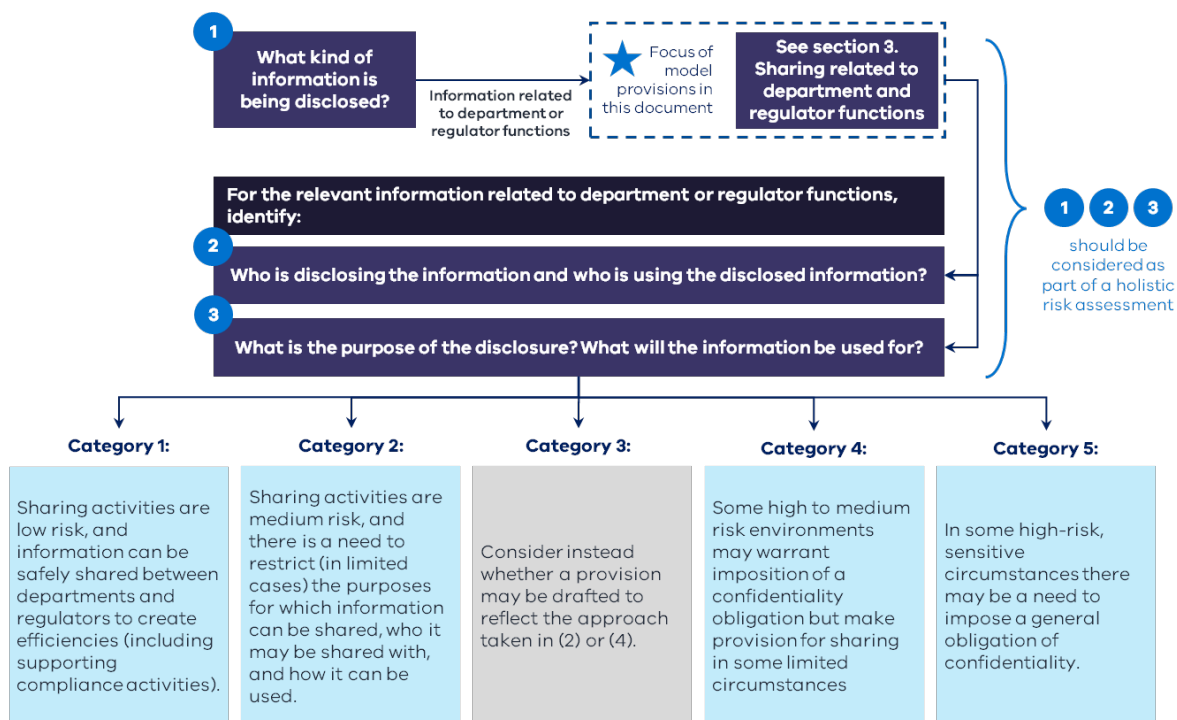 1
What kind of
information is
being disclosed?
Information related
to department or
regulator functions
Focus of
model
provisions in
this document
See section 3.
Sharing related to
department and
regulator functions
For the relevant information related to department or regulator functions,
identify:
2
Who is disclosing the information and who is using the disclosed information?
3
What is the purpose of the disclosure? What will the information be used for?
1 2 3
should be
considered as
part of a holistic
risk assessment
Category 1:
Sharing activities are
low risk, and
information can be
safely shared between
departments and
regulators to create
efficiencies (including
supporting
compliance activities).
Category 2:
Sharing activities are
medium risk, and
there is a need to
restrict (in limited
cases) the purposes
for which information
can be shared, who it
may be shared with,
and how it can be
used.
Category 3:
Consider instead
whether a provision
may be drafted to
reflect the approach
taken in (2) or (4).
Category 4:
Some high to medium
risk environments
may warrant
imposition of a
confidentiality
obligation but make
provision for sharing
in some limited
circumstances
Category 5:
In some high-risk,
sensitive
circumstances there
may be a need to
impose a general
obligation of
confidentiality.